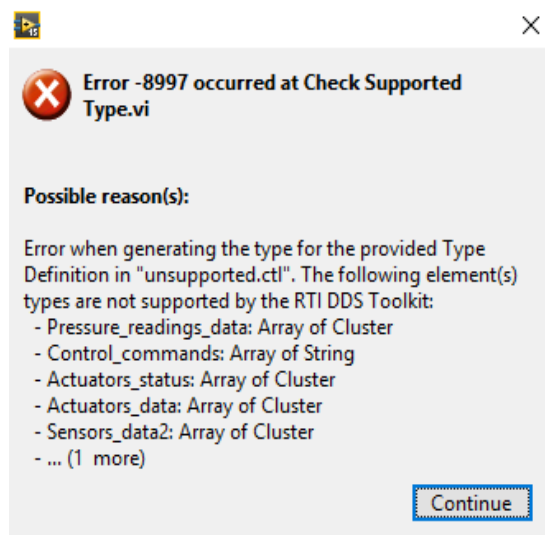 15
Error -8997 occurred at Check Supported
Type.vi
Possible reason(s):
Error when generating the type for the provided Type
Definition in "unsupported.ctl". The following element(s)
types are not supported by the RTI DDS Toolkit:
- Pressure_readings_data: Array of Cluster
- Control_commands: Array of String
- Actuators_status: Array of Cluster
- Actuators_data: Array of Cluster
- Sensors_data2: Array of Cluster
- ... (1  more)
Continue